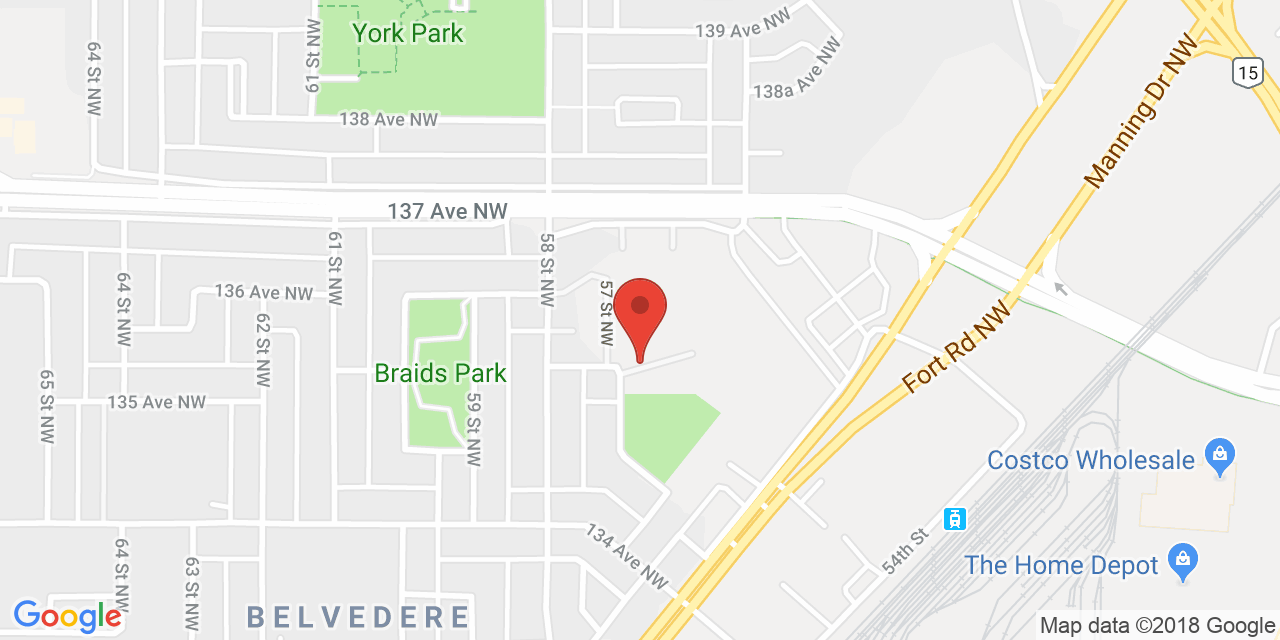 York Park
139 Ave NW
61 St NW
64 St NW
138a Ave NW
15
Manning Dr NW
138 Ave NW
137 Ave NW
61 St NW
58 St NW
64 St NW
136 Ave NW
57 St NW
62 St NW
Fort Rd NW
Braids Park
65 St NW
135 Ave NW
59 St NW
Costco Wholesale
134 Ave NW
54th St
64 St NW
63 St NW
The Home Depot
BELVEDERE
Google
Map data ©2018 Google